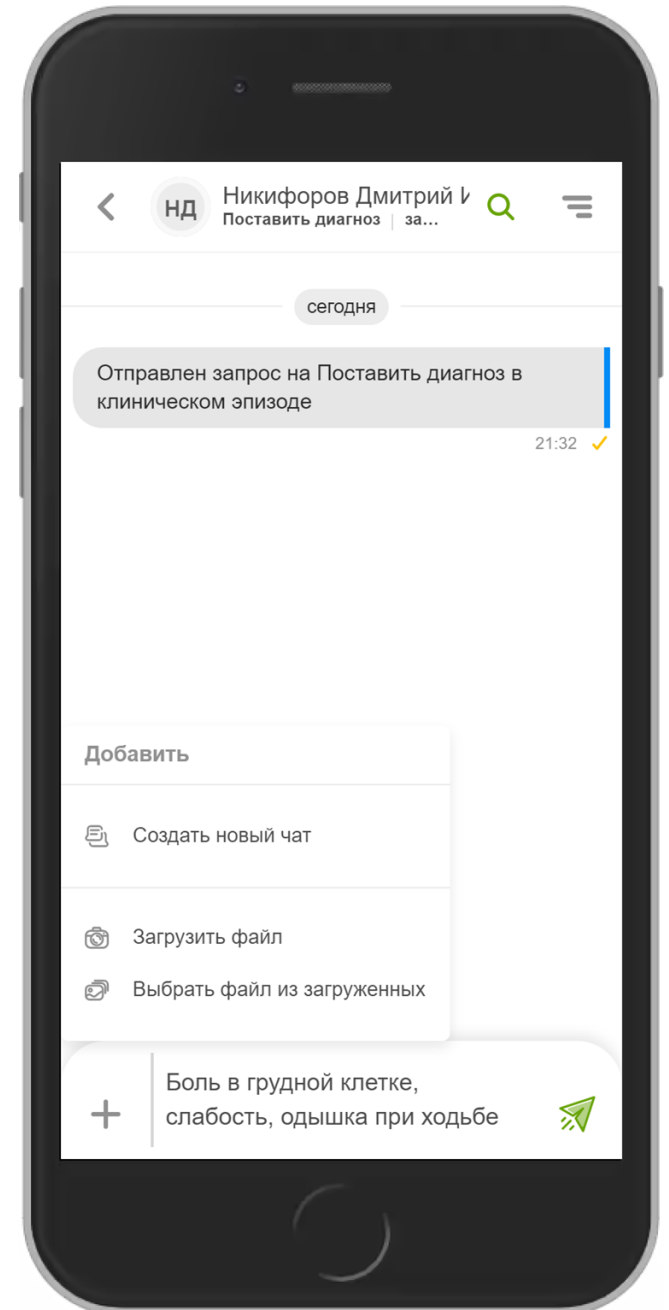 НД
Никифоров Дмитрий И
Поставить диагноз | за...
сегодня
Отправлен запрос на Поставить диагноз в
клиническом эпизоде
21:32
Добавить
Создать новый чат
Загрузить файл
Выбрать файл из загруженных
Боль в грудной клетке,
слабость, одышка при ходьбе